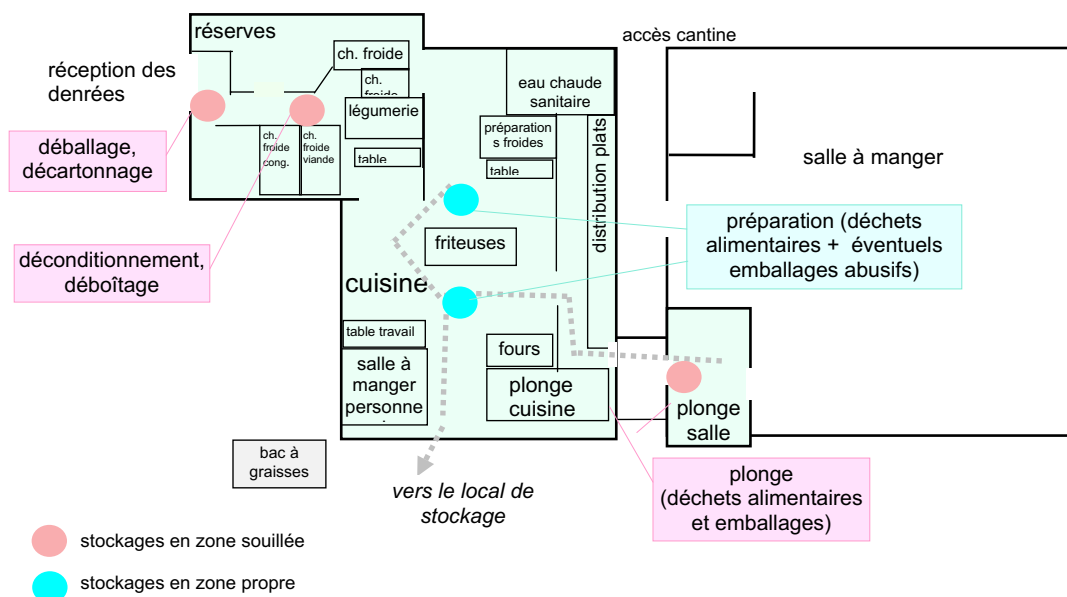 accès cantine
réserves
réception des
denrées
ch. froide
ch.
froide
légumerie
table
ch.
froide
cong.
ch.
froide
viande
déballage,
décartonnage
déconditionnement,
déboîtage
eau chaude
sanitaire
préparation
s froides
table
distribution plats
salle à manger
préparation (déchets
alimentaires + éventuels
emballages abusifs)
friteuses
cuisine
table travail
salle à
manger
personne
fours
plonge
cuisine
plonge
salle
bac à
graisses
vers le local de
stockage
plonge
(déchets alimentaires
et emballages)
stockages en zone souillée
stockages en zone propre